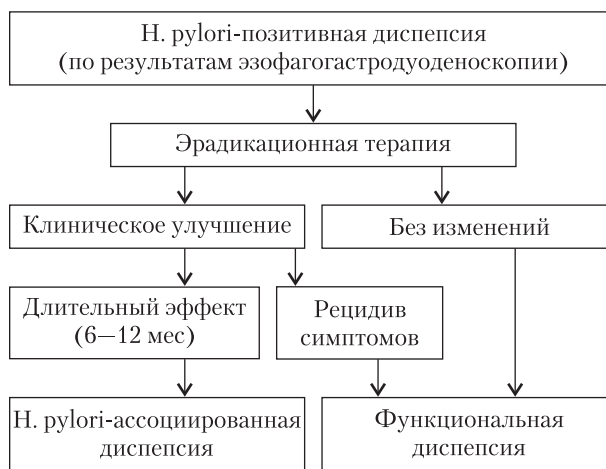 H. pylori-позитивная диспепсия
(по результатам эзофагогастродуоденоскопии)
Эрадикационная терапия
Клиническое улучшение
Без изменений
Длительный эффект
(6—12 мес)
Рецидив
симптомов
H. pylori-ассоциированная
диспепсия
Функциональная
диспепсия